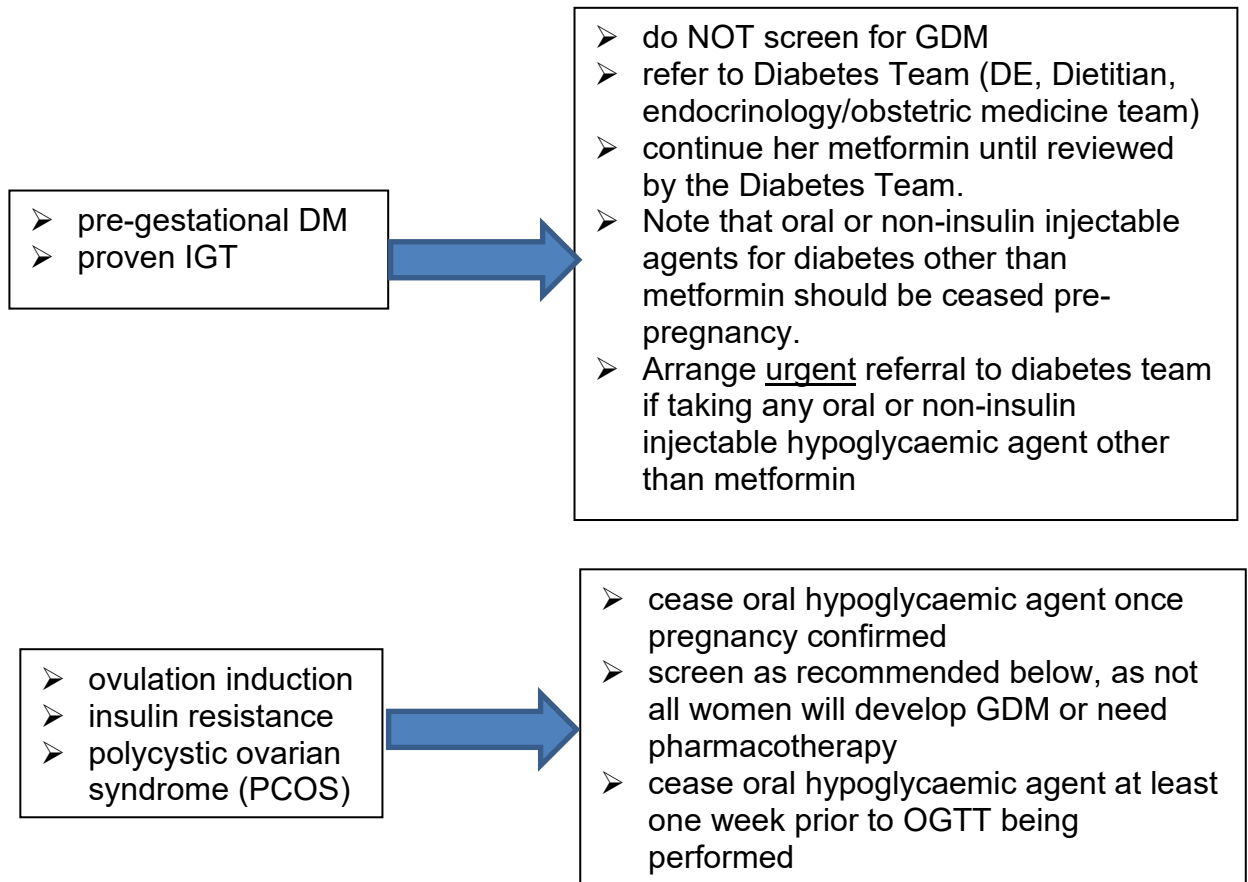 ➢ pre-gestational DM
➢ proven IGT
➢ do NOT screen for GDM
➢ refer to Diabetes Team (DE, Dietitian,
endocrinology/obstetric medicine team)
➢ continue her metformin until reviewed
by the Diabetes Team.
➢ Note that oral or non-insulin injectable
agents for diabetes other than
metformin should be ceased pre-
pregnancy.
➢ Arrange urgent referral to diabetes team
if taking any oral or non-insulin
injectable hypoglycaemic agent other
than metformin
➢ ovulation induction
➢ insulin resistance
➢ polycystic ovarian
syndrome (PCOS)
➢ cease oral hypoglycaemic agent once
pregnancy confirmed
➢ screen as recommended below, as not
all women will develop GDM or need
pharmacotherapy
➢ cease oral hypoglycaemic agent at least
one week prior to OGTT being
performed